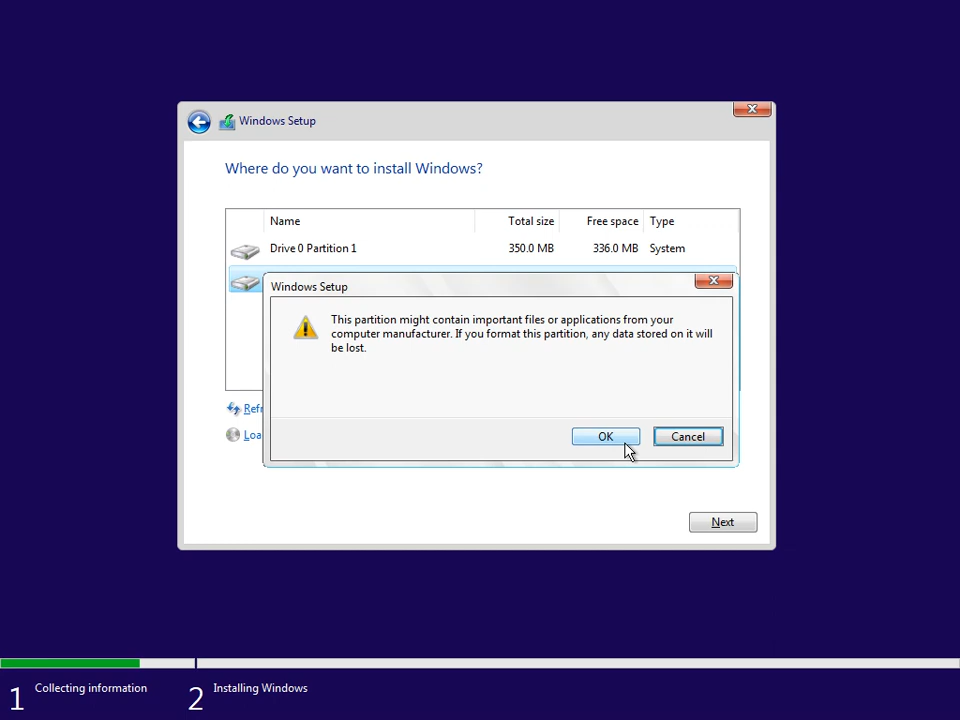 Windows Setup
Where do you want to install Windows?
Name Total size Free space Type
Drive 0 Partition 1 350.0 MB 336.0 MB System
Windows Setup
This partition might contain important files or applications from your
computer manufacturer. If you format this partition, any data stored on it will
be lost.
Refr
Loa
OK Cancel
Next
1 Collecting information 2 Installing Windows